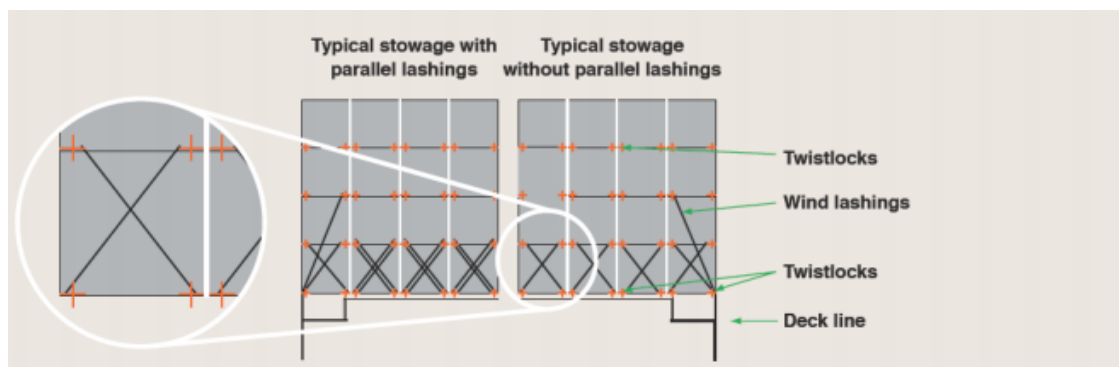 Typical stowage with
parallel lashings
Typical stowage
without parallel lashings
Twistlocks
Wind lashings
Twistlocks
Deck line